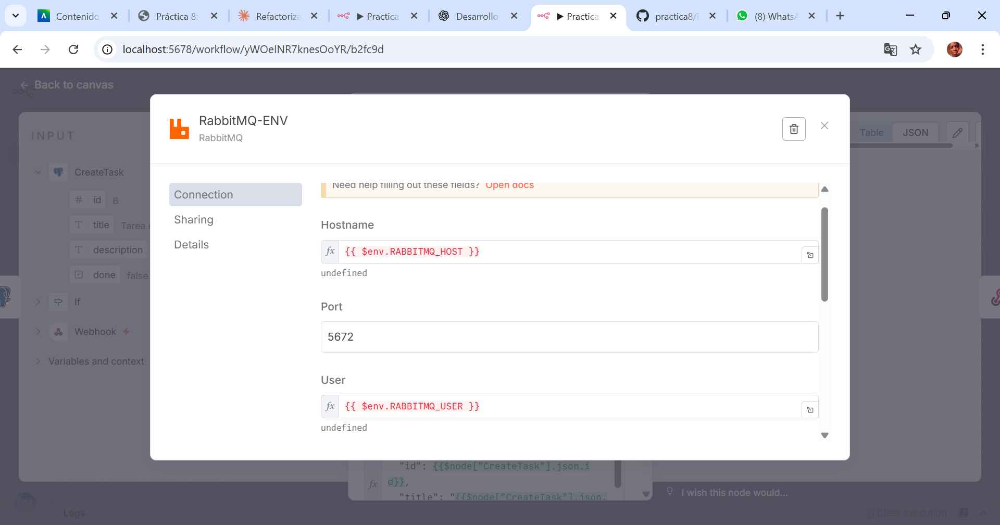 Contenido
Práctica 8:
Refactoriza
Practica
Desarrollo
Practica
practica8/
(8) WhatsA
localhost:5678/workflow/yWOeINR7knesOoYR/b2fc9d
Back to canvas
RabbitMQ-ENV
RabbitMQ
INPUT
Table
JSON
CreateTask
id 6
title Tarea
description
done false
If
Webhook
Variables and context
Connection
Sharing
Details
Need help filling out these fields? Open docs
Hostname
fx {{ $env.RABBITMQ_HOST }}
undefined
Port
5672
User
fx {{ $env.RABBITMQ_USER }}
undefined
"id": {{$node["CreateTask"].json.i
fx d}},
"title": "{{$node["CreateTask"].json.
I wish this node would...
Logs
Clear execution